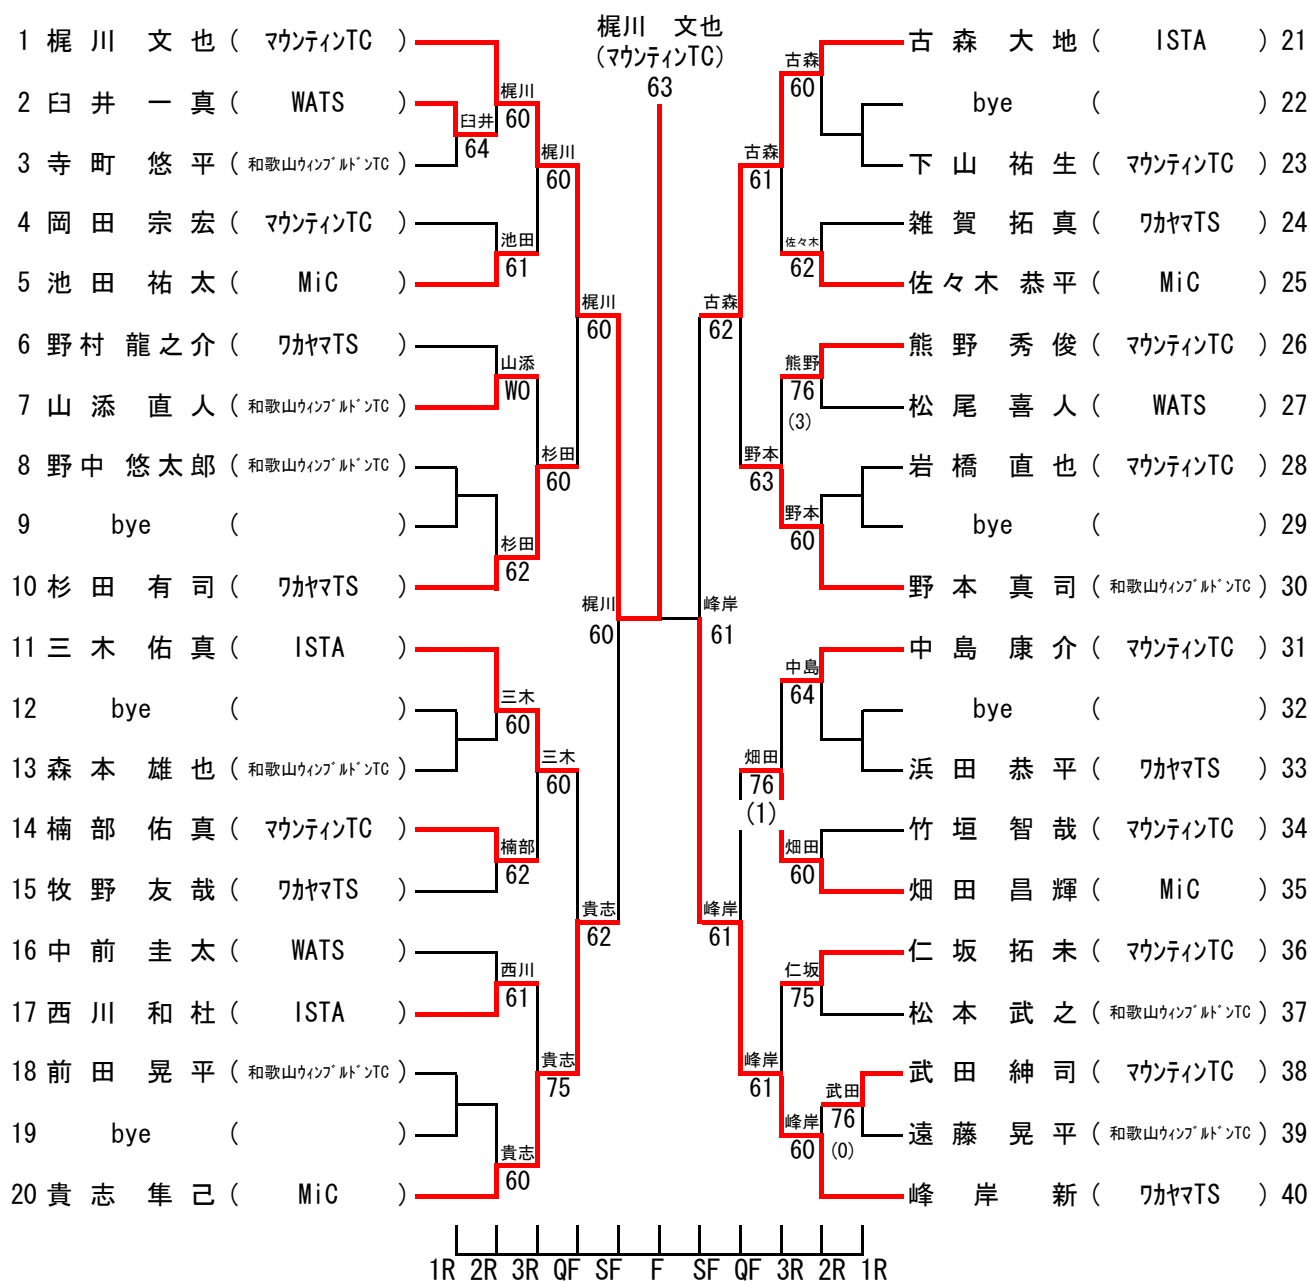 梶川　文也
(マウンティンTC)
63
1 梶川　文也 ( マウンティンTC )
2 臼井　一真 ( WATS )
3 寺町　悠平 ( 和歌山ウィンブルドンTC )
4 岡田　宗宏 ( マウンティンTC )
5 池田　祐太 ( MiC )
6 野村　龍之介 ( ワカヤマTS )
7 山添　直人 ( 和歌山ウィンブルドンTC )
8 野中　悠太郎 ( 和歌山ウィンブルドンTC )
9 bye ( )
10 杉田　有司 ( ワカヤマTS )
11 三木　佑真 ( ISTA )
12 bye ( )
13 森本　雄也 ( 和歌山ウィンブルドンTC )
14 楠部　佑真 ( マウンティンTC )
15 牧野　友哉 ( ワカヤマTS )
16 中前　圭太 ( WATS )
17 西川　和杜 ( ISTA )
18 前田　晃平 ( 和歌山ウィンブルドンTC )
19 bye ( )
20 貴志　隼己 ( MiC )
臼井
64
梶川
60
池田
61
山添
WO
杉田
62
三木
60
楠部
62
西川
61
貴志
60
梶川
60
杉田
60
三木
60
貴志
75
梶川
60
貴志
62
梶川
60
峰岸
61
古森
62
峰岸
61
古森
61
野本
63
畑田
76
(1)
峰岸
61
古森
60
佐々木
62
熊野
76
(3)
野本
60
中島
64
畑田
60
仁坂
75
峰岸
60
武田
76
(0)
古森　大地 ( ISTA ) 21
bye ( ) 22
下山　祐生 ( マウンティンTC ) 23
雑賀　拓真 ( ワカヤマTS ) 24
佐々木　恭平 ( MiC ) 25
熊野　秀俊 ( マウンティンTC ) 26
松尾　喜人 ( WATS ) 27
岩橋　直也 ( マウンティンTC ) 28
bye ( ) 29
野本　真司 ( 和歌山ウィンブルドンTC ) 30
中島　康介 ( マウンティンTC ) 31
bye ( ) 32
浜田　恭平 ( ワカヤマTS ) 33
竹垣　智哉 ( マウンティンTC ) 34
畑田　昌輝 ( MiC ) 35
仁坂　拓未 ( マウンティンTC ) 36
松本　武之 ( 和歌山ウィンブルドンTC ) 37
武田　紳司 ( マウンティンTC ) 38
遠藤　晃平 ( 和歌山ウィンブルドンTC ) 39
峰岸　新 ( ワカヤマTS ) 40
1R 2R 3R QF SF F SF QF 3R 2R 1R